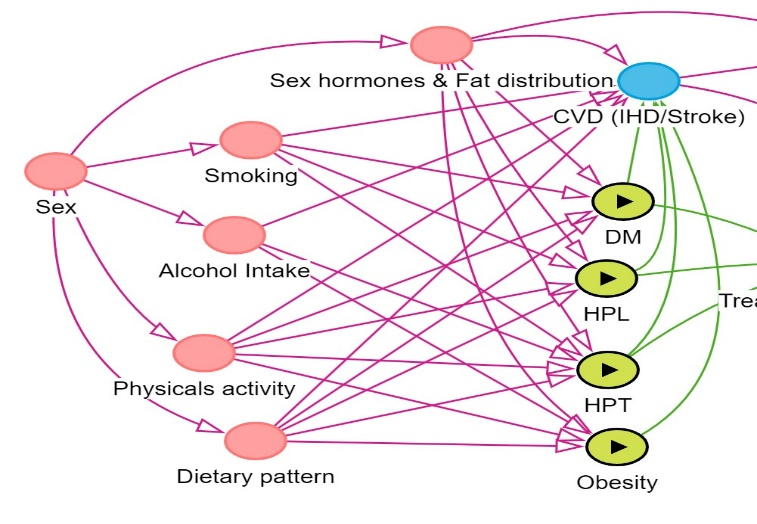 Sex hormones & Fat distribution
CVD (IHD/Stroke)
Smoking
Sex
DM
Alcohol Intake
HPL
Trea
Physicals activity
HPT
Dietary pattern
Obesity